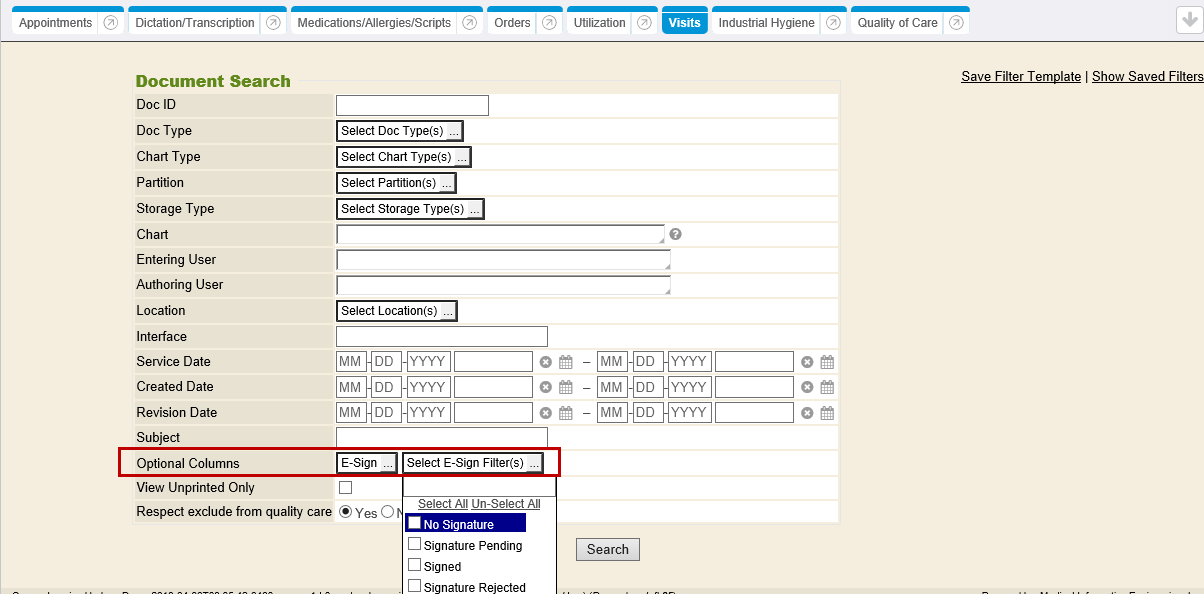 Appointments Dictation/Transcription Medications/Allergies/Scripts Orders Utilization Visits Industrial Hygiene Quality of Care
Save Filter Template | Show Saved Filters
Document Search
Doc ID
Doc Type Select Doc Type(s) ...
Chart Type Select Chart Type(s) ...
Partition Select Partition(s) ...
Storage Type Select Storage Type(s) ...
Chart ?
Entering User
Authoring User
Location Select Location(s) ...
Interface
Service Date MM - DD - YYYY – MM - DD - YYYY
Created Date MM - DD - YYYY – MM - DD - YYYY
Revision Date MM - DD - YYYY – MM - DD - YYYY
Subject
Optional Columns E-Sign ... Select E-Sign Filter(s) ...
View Unprinted Only
Select All Un-Select All
Respect exclude from quality care Yes
No Signature
Signature Pending
Signed
Signature Rejected
Search